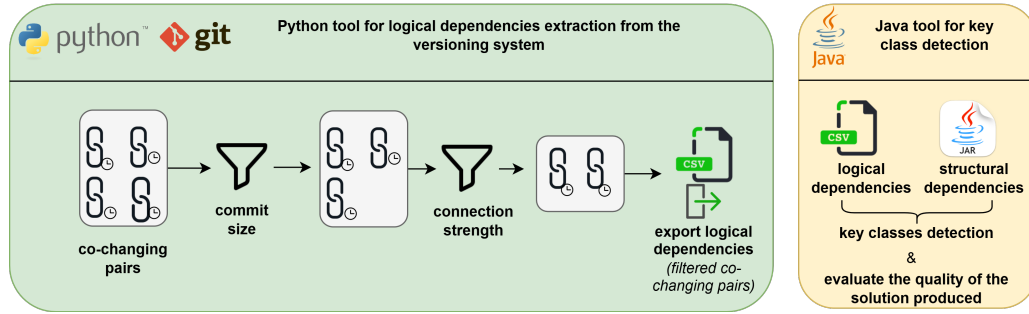 python™
git
Python tool for logical dependencies extraction from the
versioning system
co-changing
pairs
commit
size
connection
strength
CSV
export logical
dependencies
(filtered co-
changing pairs)
Java
Java tool for key
class detection
CSV
JAR
logical
dependencies
structural
dependencies
key classes detection
&
evaluate the quality of the
solution produced